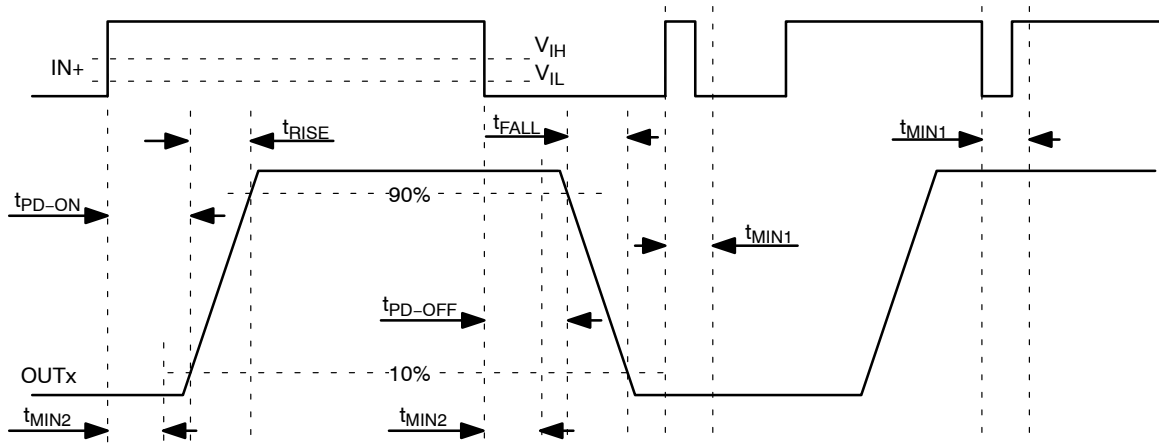 V_IH
IN+
V_IL
t_RISE
t_FALL
t_MIN1
90%
t_PD−ON
t_MIN1
t_PD−OFF
OUTx
10%
t_MIN2
t_MIN2